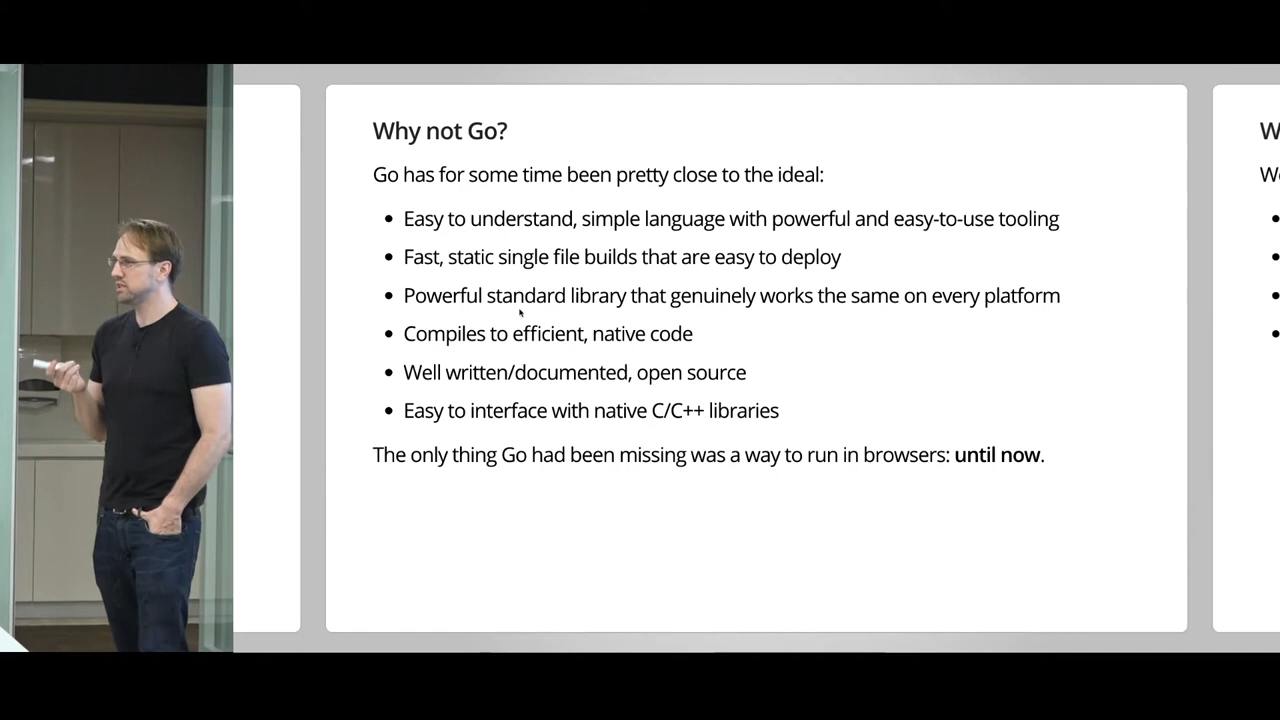 Why not Go?
Go has for some time been pretty close to the ideal:
• Easy to understand, simple language with powerful and easy-to-use tooling
• Fast, static single file builds that are easy to deploy
• Powerful standard library that genuinely works the same on every platform
• Compiles to efficient, native code
• Well written/documented, open source
• Easy to interface with native C/C++ libraries
The only thing Go had been missing was a way to run in browsers: until now.